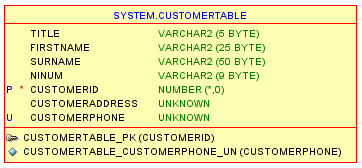 SYSTEM.CUSTOMERTABLE
TITLE VARCHAR2 (5 BYTE)
FIRSTNAME VARCHAR2 (25 BYTE)
SURNAME VARCHAR2 (50 BYTE)
NINUM VARCHAR2 (9 BYTE)
P * CUSTOMERID NUMBER (*,0)
CUSTOMERADDRESS UNKNOWN
U CUSTOMERPHONE UNKNOWN
CUSTOMERTABLE_PK (CUSTOMERID)
CUSTOMERTABLE_CUSTOMERPHONE_UN (CUSTOMERPHONE)